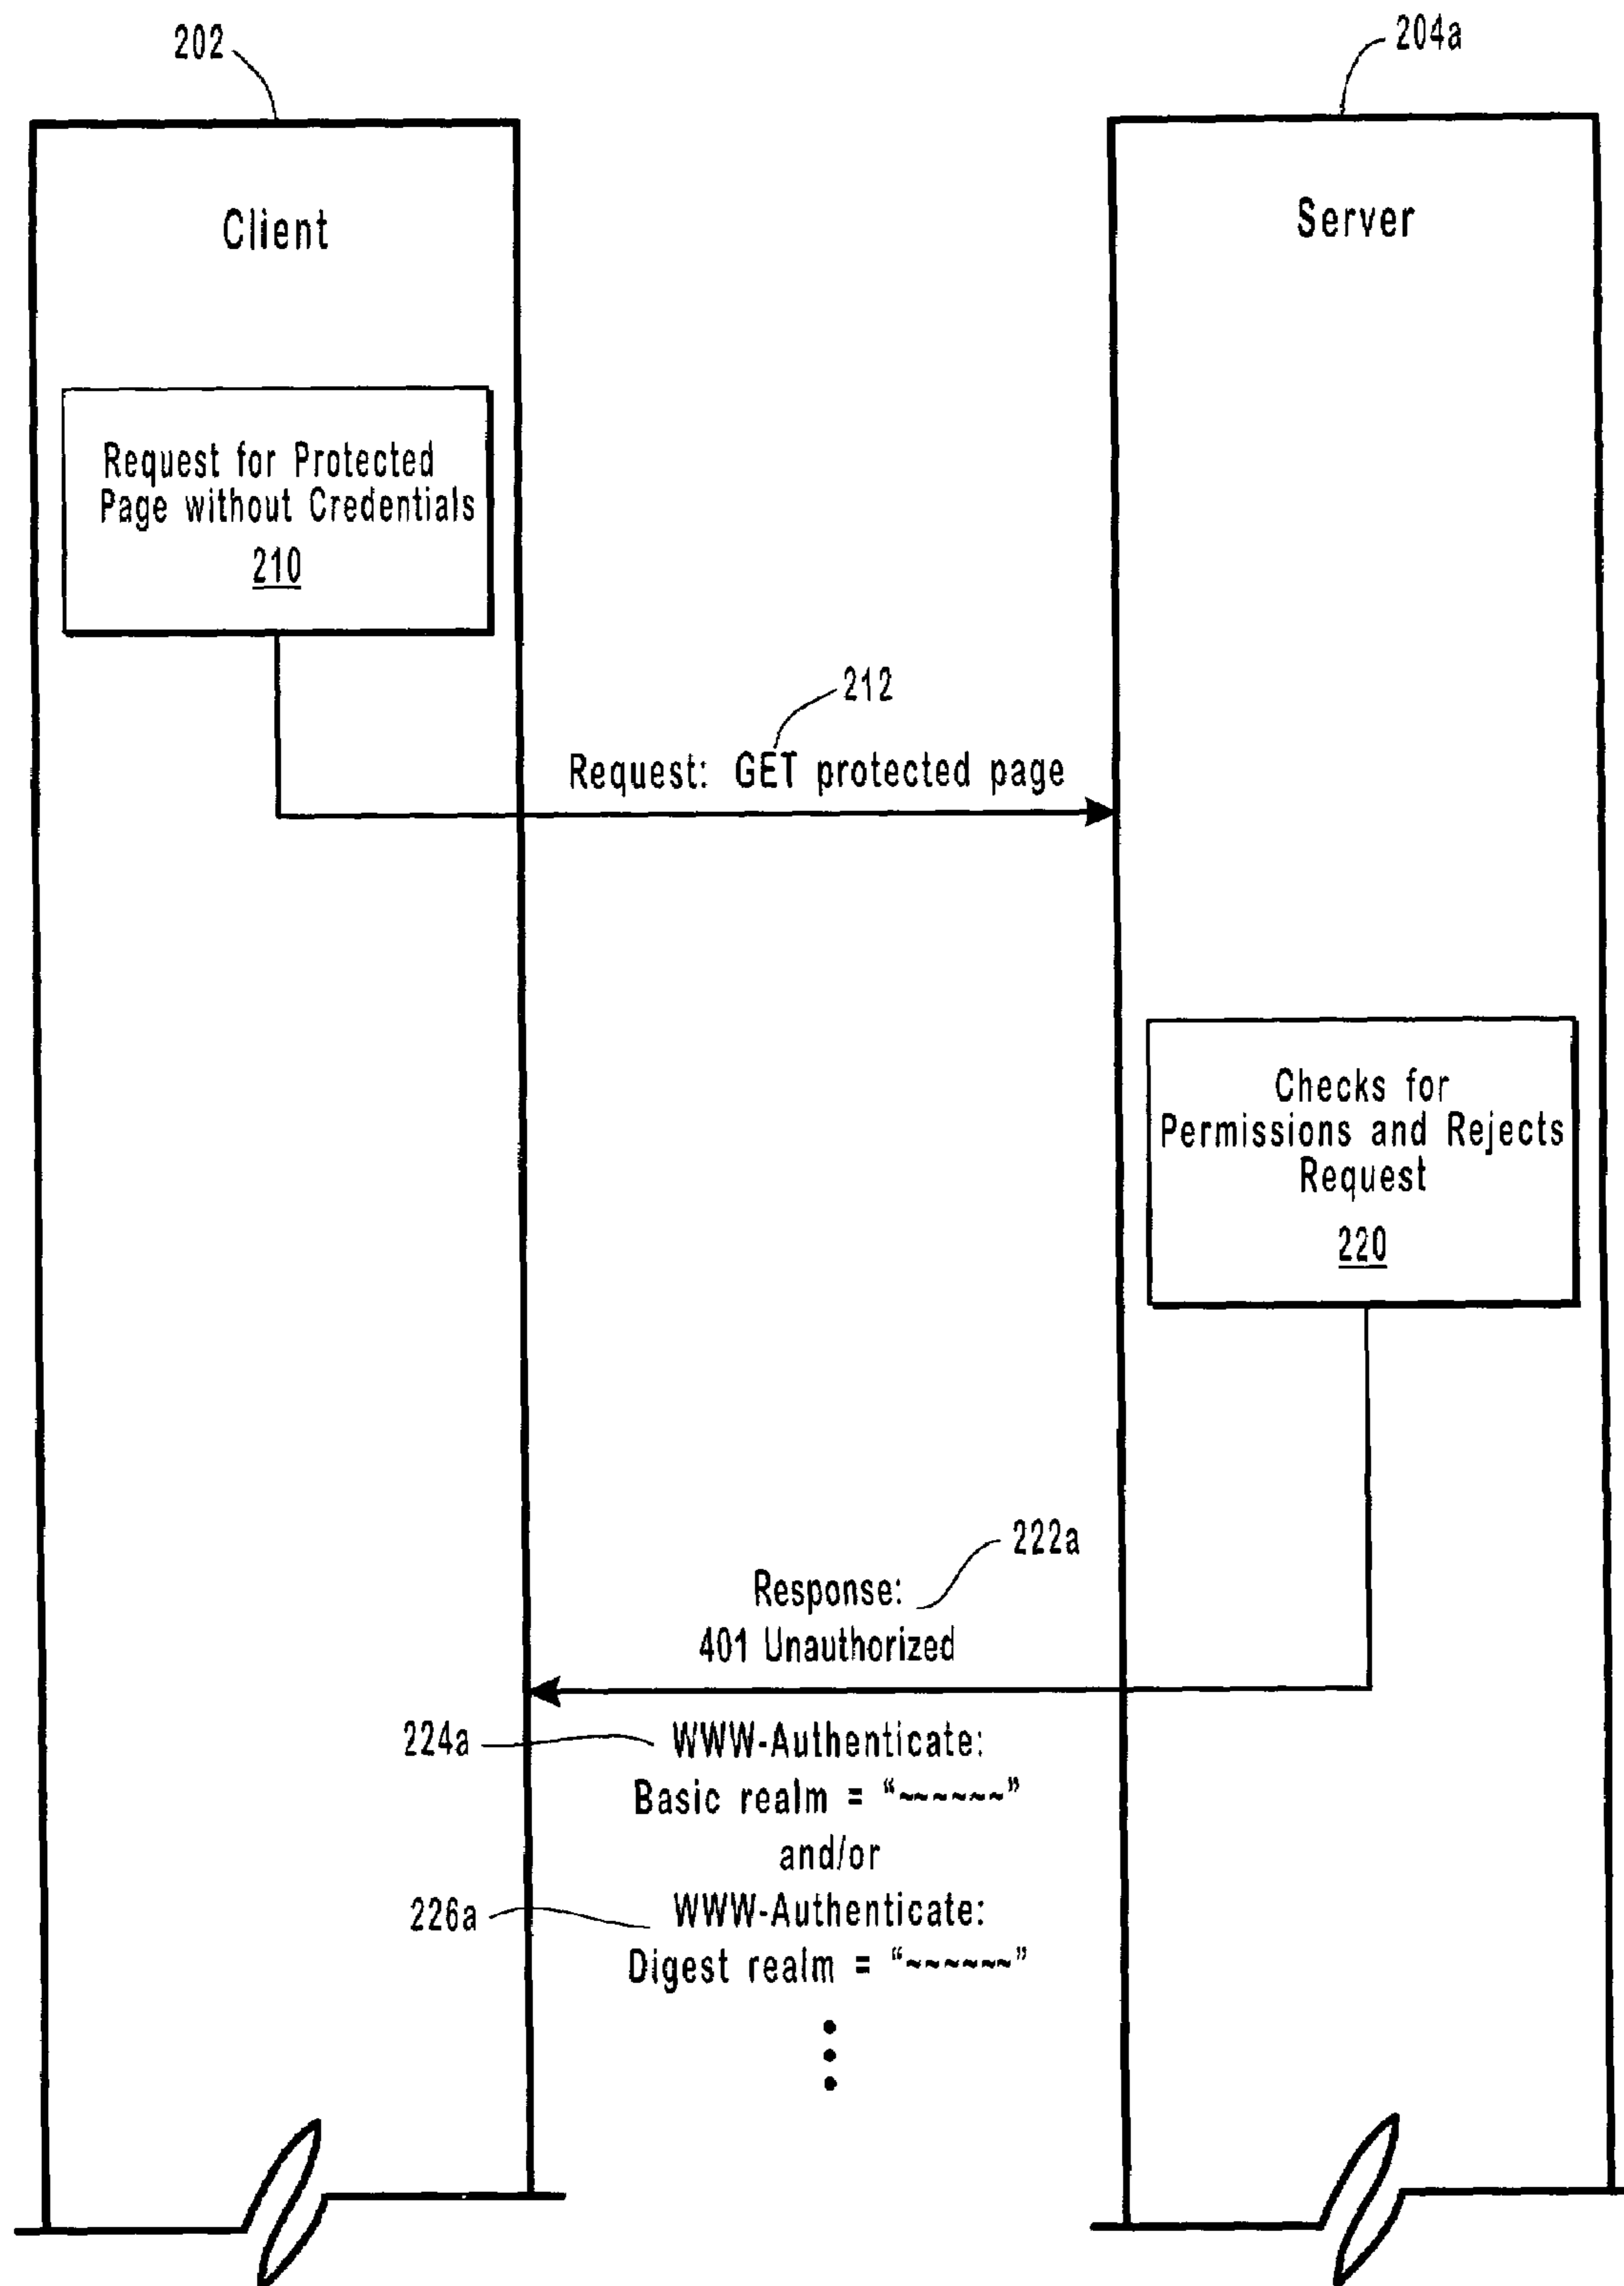 202
204a
Client
Server
Request for Protected
Page without Credentials
210
212
Request: GET protected page
Checks for
Permissions and Rejects
Request
220
222a
Response:
401 Unauthorized
224a
WWW-Authenticate:
Basic realm = "~~~~~~"
and/or
226a
WWW-Authenticate:
Digest realm = "~~~~~~"